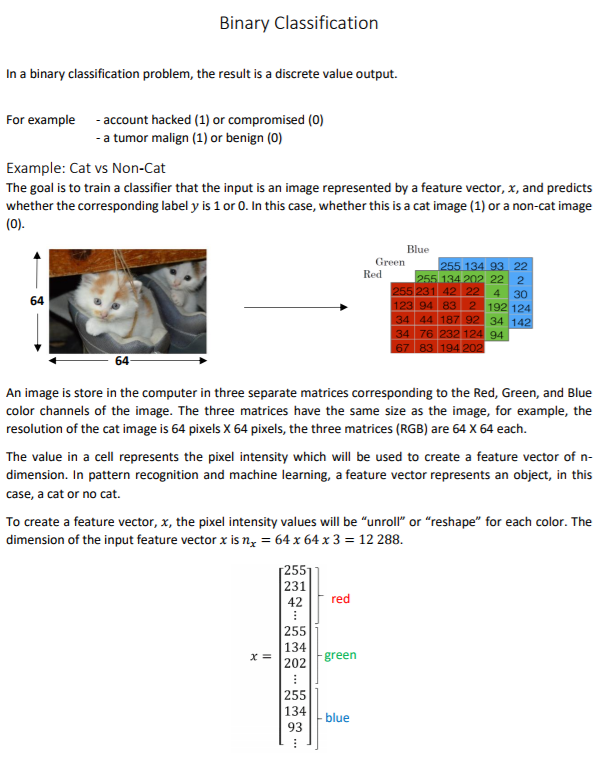 Binary Classification
In a binary classification problem, the result is a discrete value output.
For example - account hacked (1) or compromised (0)
- a tumor malign (1) or benign (0)
Example: Cat vs Non-Cat
The goal is to train a classifier that the input is an image represented by a feature vector, x, and predicts
whether the corresponding label y is 1 or 0. In this case, whether this is a cat image (1) or a non-cat image
(0).
Blue
Green
Red
255 134 93 22
255 134 202 22 2
255 231 42 22 4 30
123 94 83 2 192 124
34 44 187 92 34 142
34 76 232 124 94
67 83 194 202
64
64
An image is store in the computer in three separate matrices corresponding to the Red, Green, and Blue
color channels of the image. The three matrices have the same size as the image, for example, the
resolution of the cat image is 64 pixels X 64 pixels, the three matrices (RGB) are 64 X 64 each.
The value in a cell represents the pixel intensity which will be used to create a feature vector of n-
dimension. In pattern recognition and machine learning, a feature vector represents an object, in this
case, a cat or no cat.
To create a feature vector, x, the pixel intensity values will be “unroll” or “reshape” for each color. The
dimension of the input feature vector x is nₓ = 64 x 64 x 3 = 12 288.
x =
255
231
42
⋮
red
255
134
202
⋮
green
255
134
93
⋮
blue